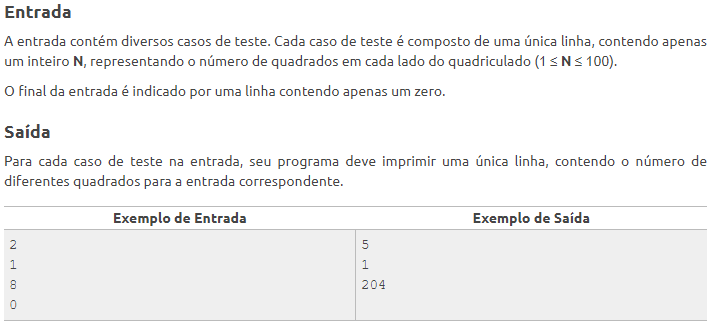 Entrada
A entrada contém diversos casos de teste. Cada caso de teste é composto de uma única linha, contendo apenas
um inteiro N, representando o número de quadrados em cada lado do quadriculado (1 ≤ N ≤ 100).
O final da entrada é indicado por uma linha contendo apenas um zero.
Saída
Para cada caso de teste na entrada, seu programa deve imprimir uma única linha, contendo o número de
diferentes quadrados para a entrada correspondente.
Exemplo de Entrada Exemplo de Saída
2 5
1 1
8 204
0